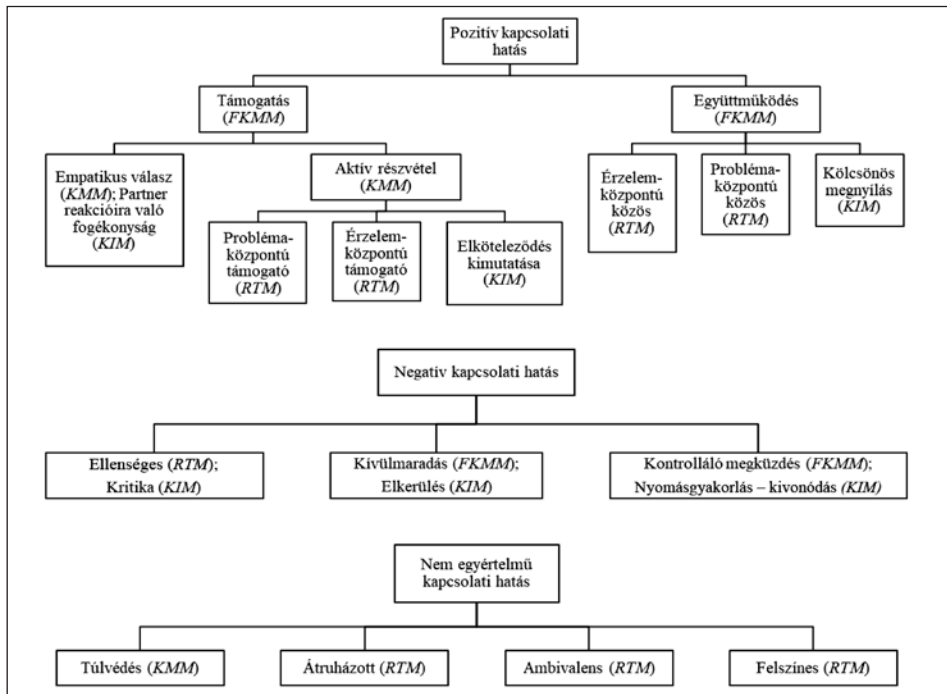 Pozitív kapcsolati
hatás
Támogatás
(FKMM)
Együttműködés
(FKMM)
Empatikus válasz
(KMM); Partner
reakcióira való
fogékonyság
(KIM)
Aktív részvétel
(KMM)
Érzelem-
központú
közös (RTM)
Probléma-
központú
közös (RTM)
Kölcsönös
megnyílás
(KIM)
Probléma-
központú
támogató
(RTM)
Érzelem-
központú
támogató
(RTM)
Elköteleződés
kimutatása
(KIM)
Negatív kapcsolati hatás
Ellenséges (RTM);
Kritika (KIM)
Kívülmaradás (FKMM);
Elkerülés (KIM)
Kontrolláló megküzdés (FKMM);
Nyomásgyakorlás – kivonódás (KIM)
Nem egyértelmű
kapcsolati hatás
Túlvédés (KMM)
Átruházott (RTM)
Ambivalens (RTM)
Felszínes (RTM)